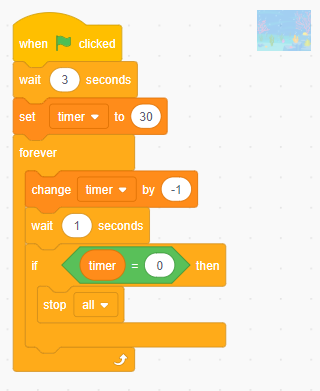 when clicked
wait 3 seconds
set timer to 30
forever
change timer by -1
wait 1 seconds
if timer = 0 then
stop all